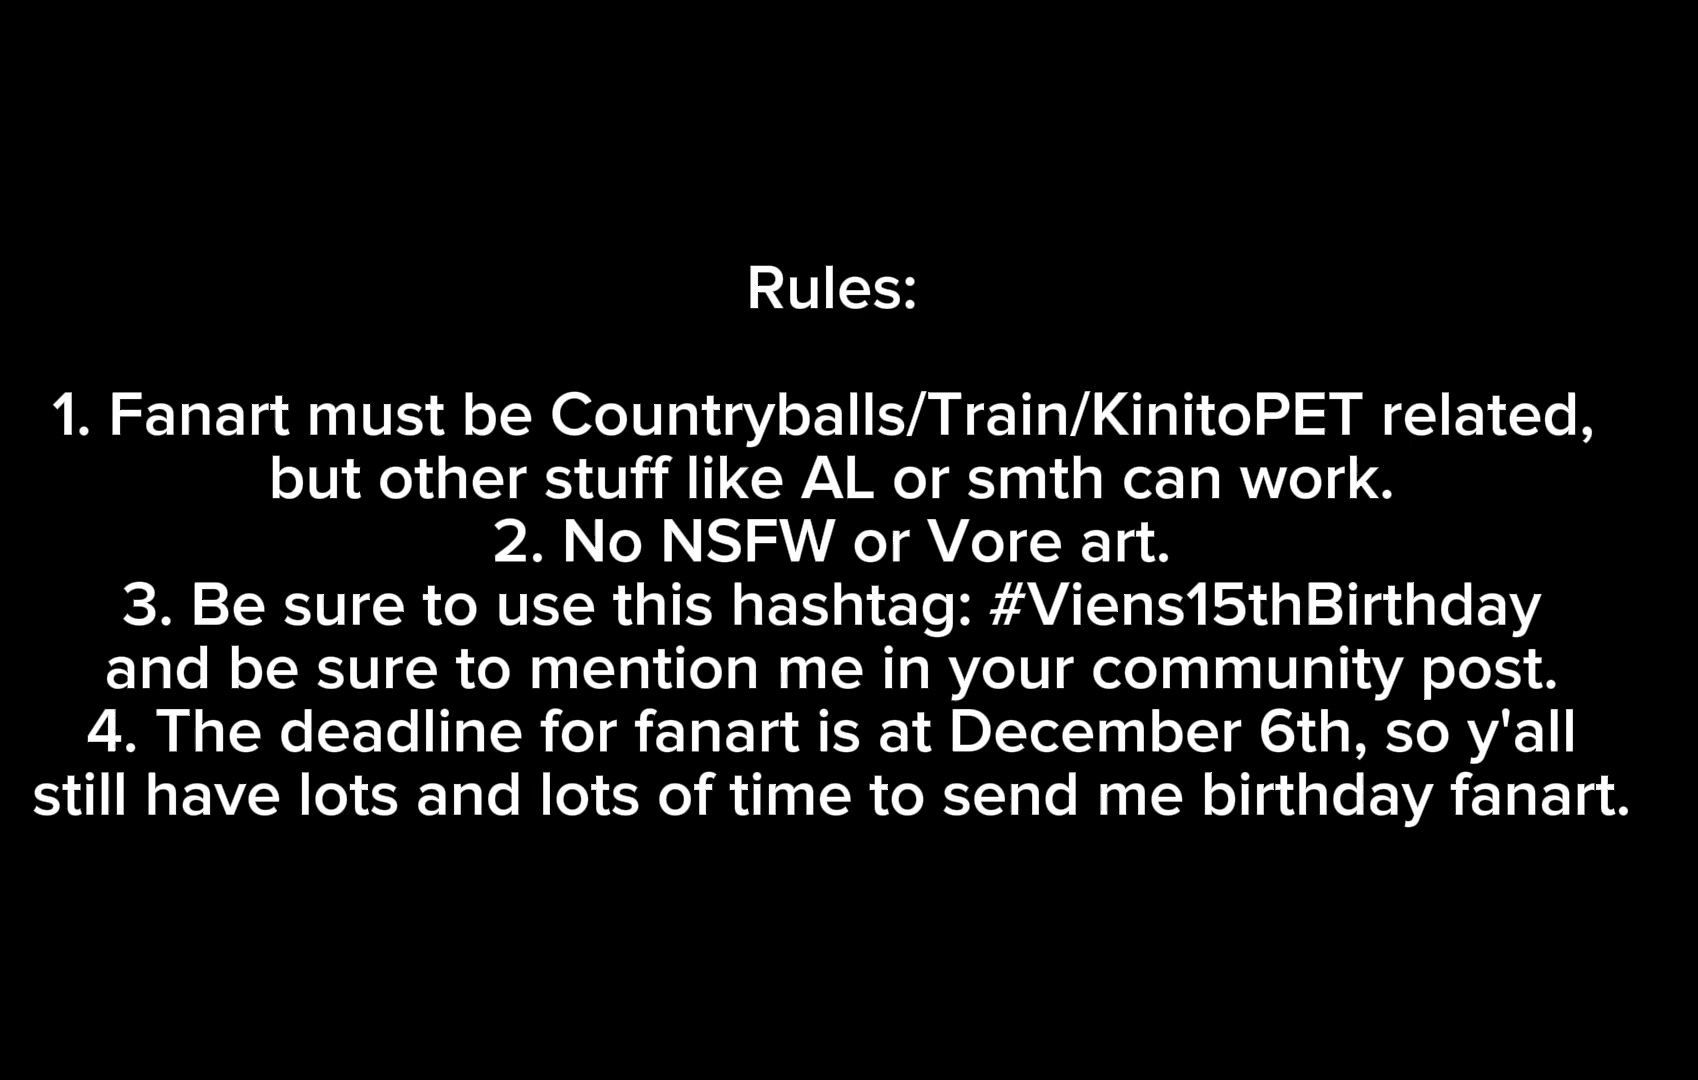 Rules:
1. Fanart must be Countryballs/Train/KinitoPET related,
but other stuff like AL or smth can work.
2. No NSFW or Vore art.
3. Be sure to use this hashtag: #Viens15thBirthday
and be sure to mention me in your community post.
4. The deadline for fanart is at December 6th, so y'all
still have lots and lots of time to send me birthday fanart.